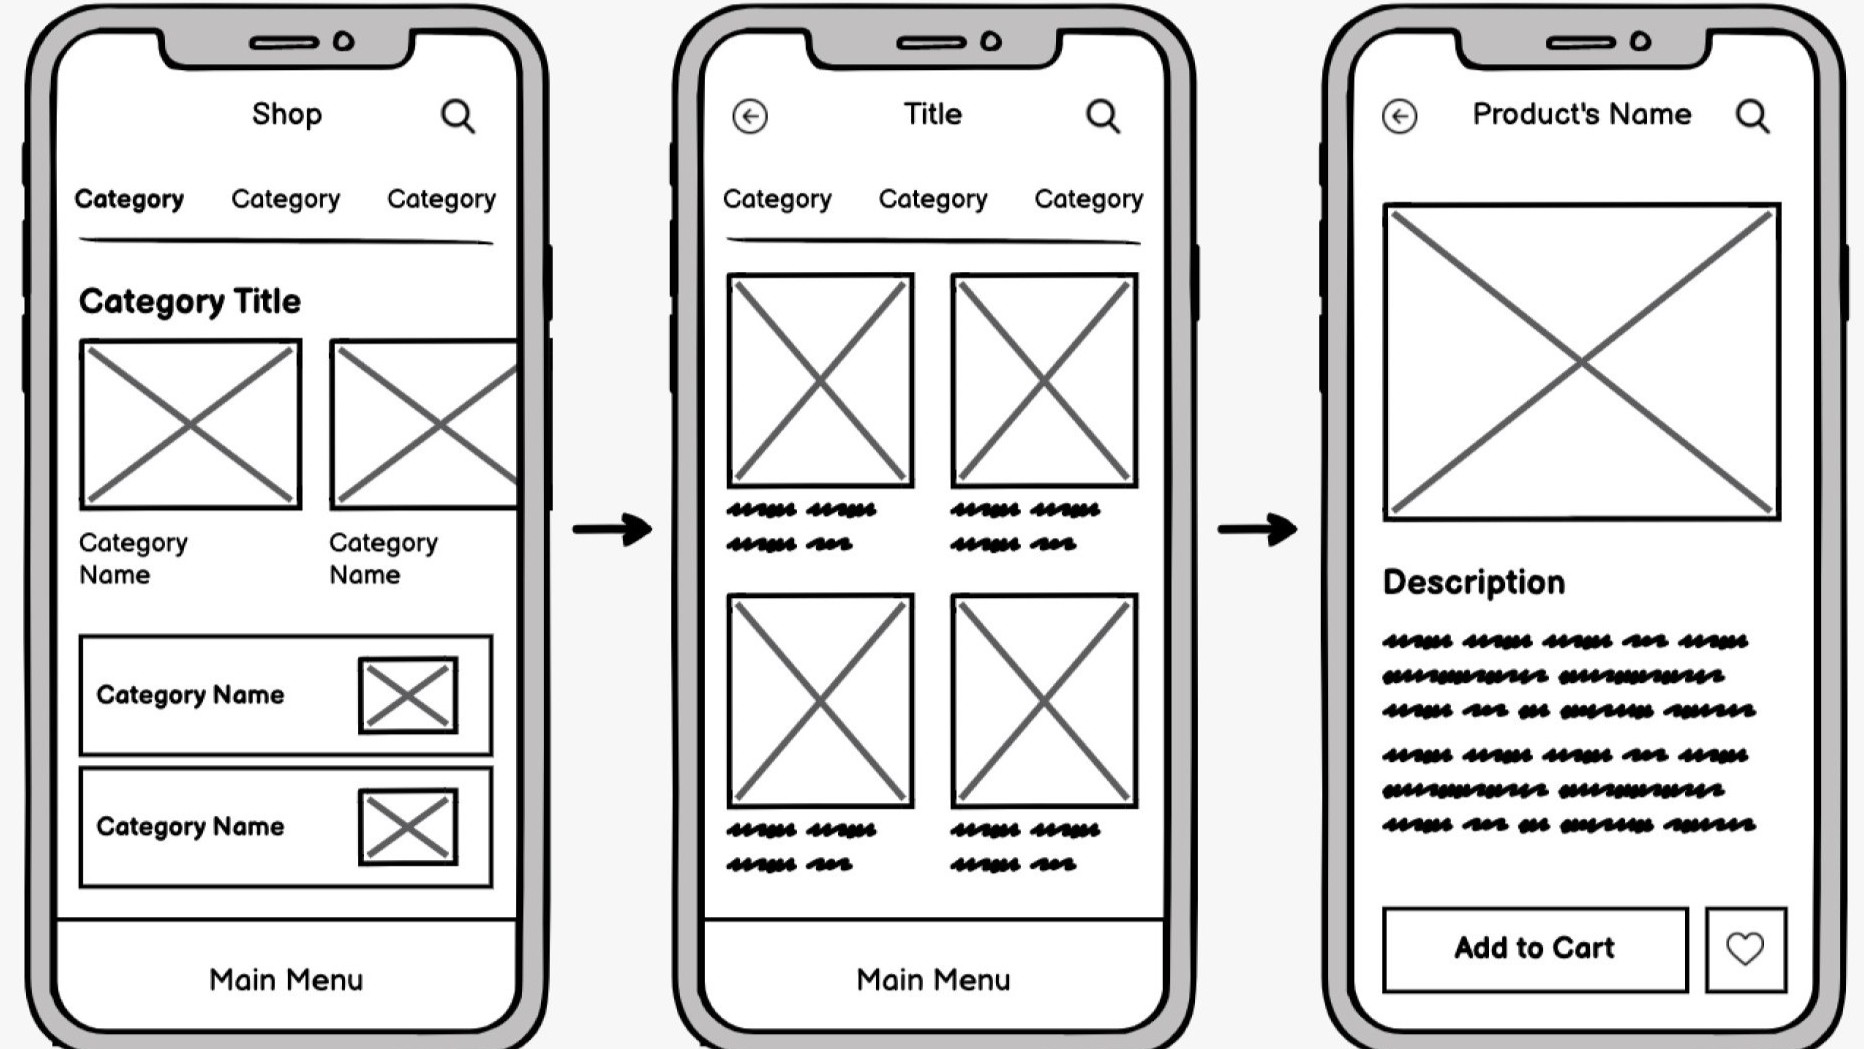 Shop
Category Category Category
Category Title
Category
Name
Category
Name
Category Name
Category Name
Main Menu
Title
Category Category Category
Main Menu
Product's Name
Description
Add to Cart